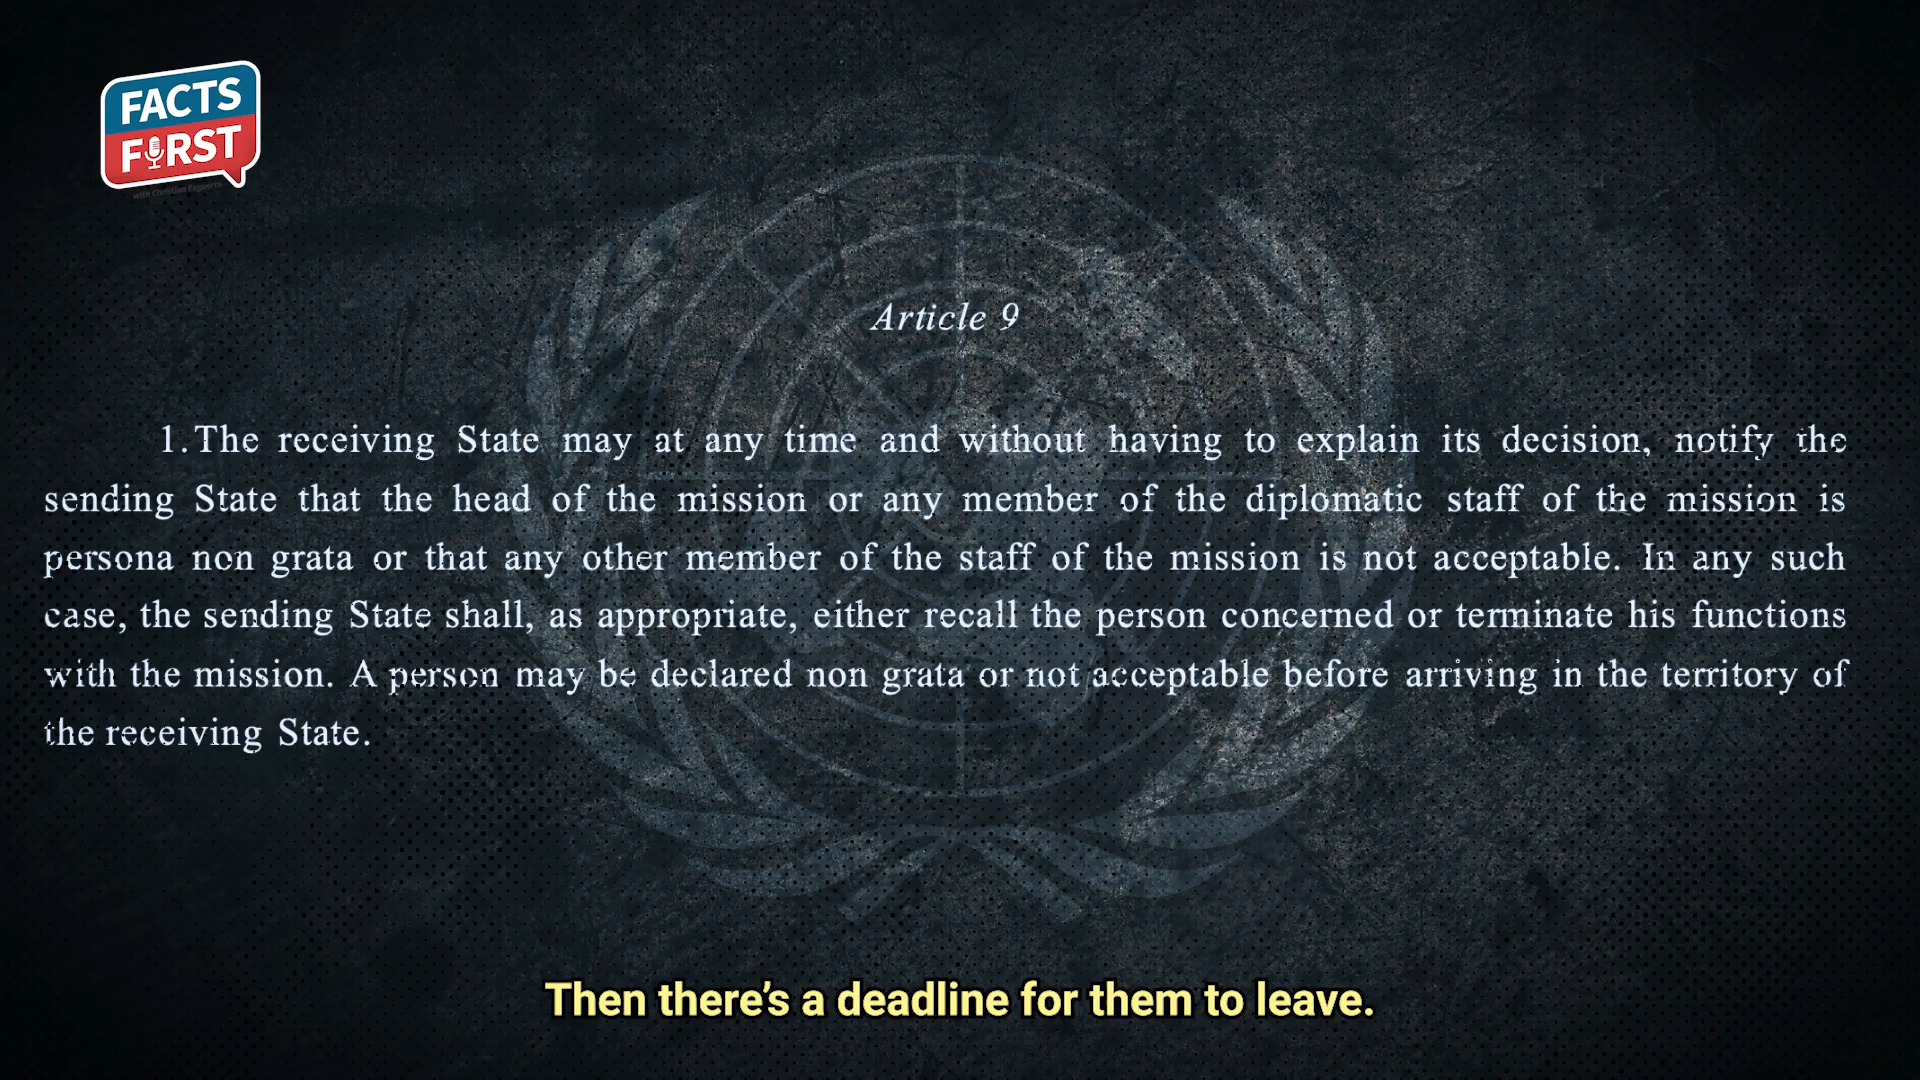 FACTS
FIRST
with Christian Esguerra
Article 9
1.The receiving State may at any time and without having to explain its decision, notify the
sending State that the head of the mission or any member of the diplomatic staff of the mission is
persona non grata or that any other member of the staff of the mission is not acceptable. In any such
case, the sending State shall, as appropriate, either recall the person concerned or terminate his functions
with the mission. A person may be declared non grata or not acceptable before arriving in the territory of
the receiving State.
Then there's a deadline for them to leave.